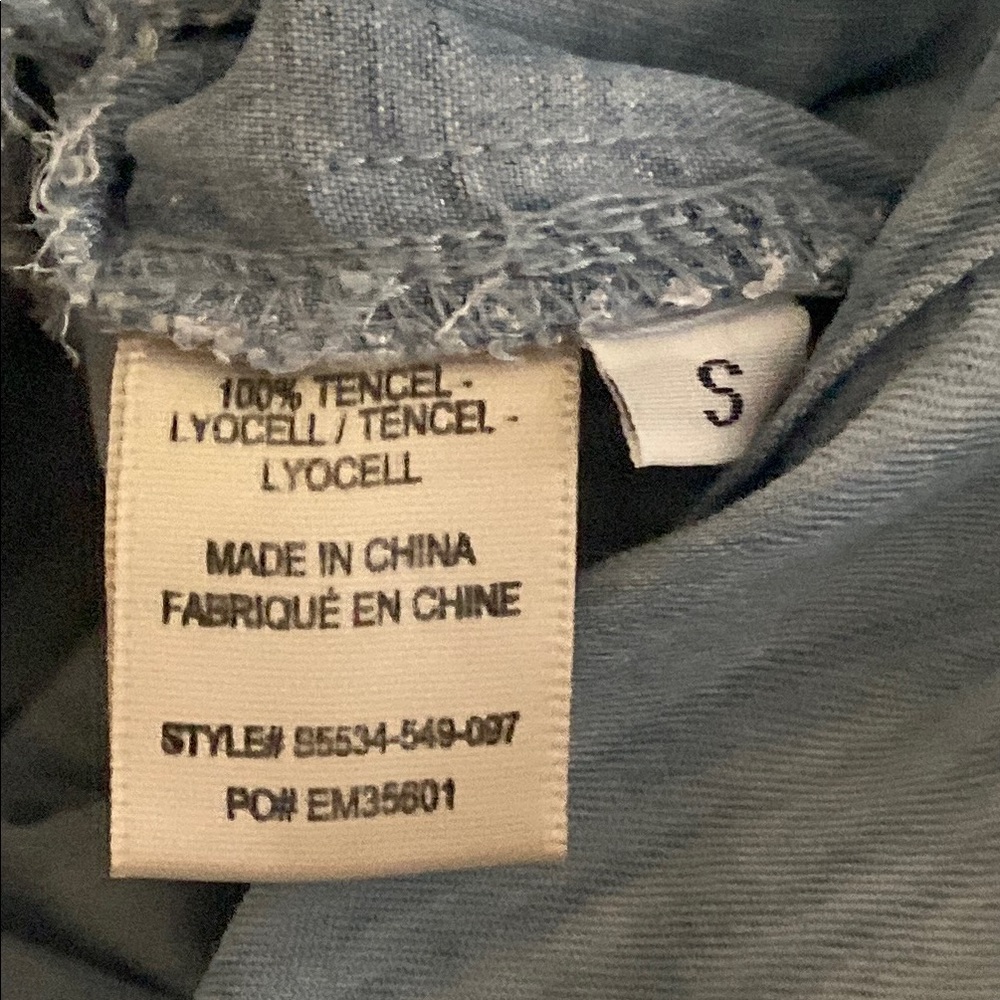 100% TENCEL -
LYOCELL / TENCEL -
LYOCELL
MADE IN CHINA
FABRIQUÉ EN CHINE
STYLE# S5534-549-097
PO# EM35601
S